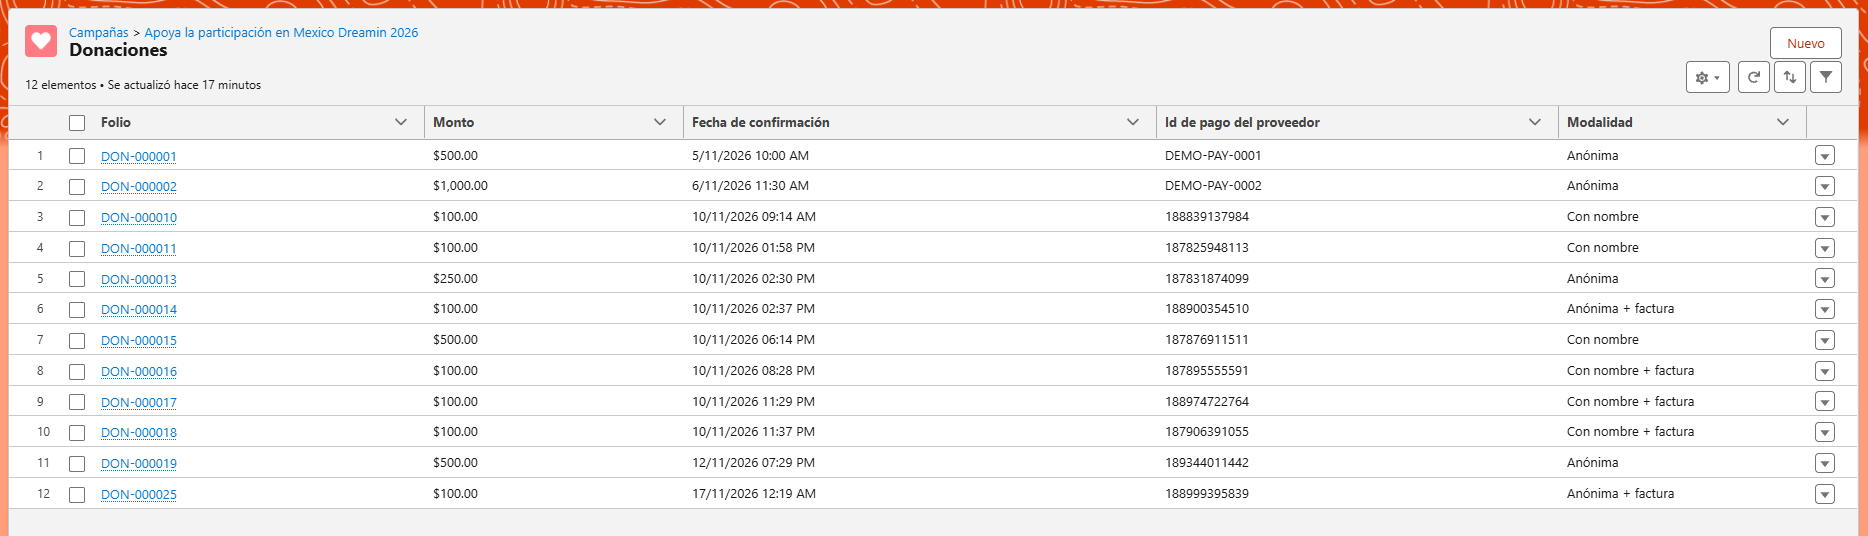 Campañas > Apoya la participación en Mexico Dreamin 2026
Donaciones
Nuevo
12 elementos • Se actualizó hace 17 minutos
Folio Monto Fecha de confirmación Id de pago del proveedor Modalidad
1 DON-000001 $500.00 5/11/2026 10:00 AM DEMO-PAY-0001 Anónima
2 DON-000002 $1,000.00 6/11/2026 11:30 AM DEMO-PAY-0002 Anónima
3 DON-000010 $100.00 10/11/2026 09:14 AM 188839137984 Con nombre
4 DON-000011 $100.00 10/11/2026 01:58 PM 187825948113 Con nombre
5 DON-000013 $250.00 10/11/2026 02:30 PM 187831874099 Anónima
6 DON-000014 $100.00 10/11/2026 02:37 PM 188900354510 Anónima + factura
7 DON-000015 $500.00 10/11/2026 06:14 PM 187876911511 Con nombre
8 DON-000016 $100.00 10/11/2026 08:28 PM 187895555591 Con nombre + factura
9 DON-000017 $100.00 10/11/2026 11:29 PM 188974722764 Con nombre + factura
10 DON-000018 $100.00 10/11/2026 11:37 PM 187906391055 Con nombre + factura
11 DON-000019 $500.00 12/11/2026 07:29 PM 189344011442 Anónima
12 DON-000025 $100.00 17/11/2026 12:19 AM 188999395839 Anónima + factura